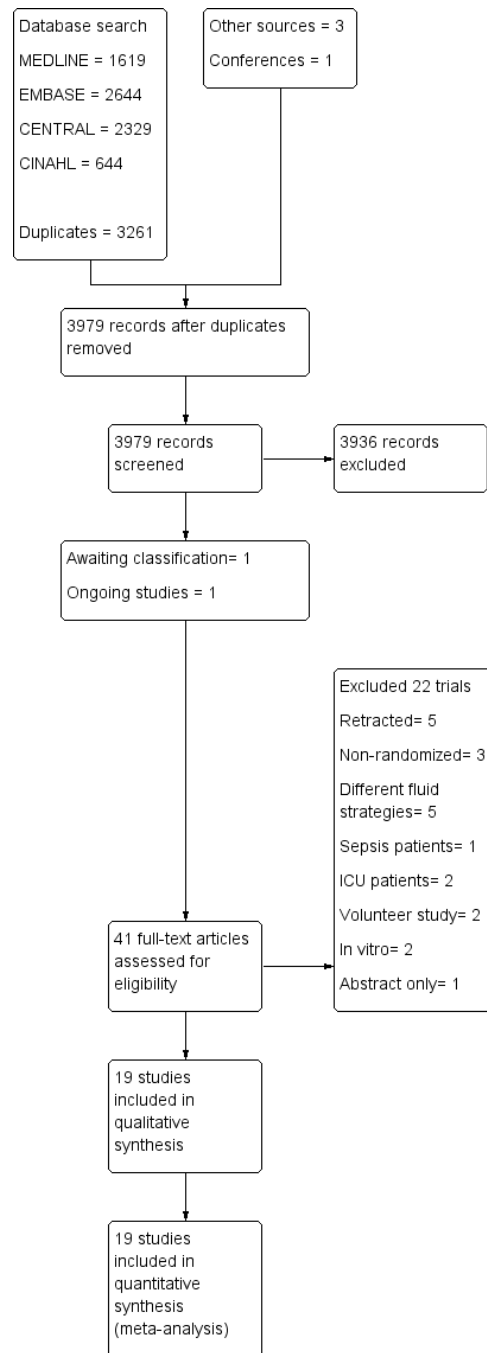 Database search
MEDLINE = 1619
EMBASE = 2644
CENTRAL = 2329
CINAHL = 644
Duplicates = 3261
Other sources = 3
Conferences = 1
3979 records after duplicates
removed
3979 records
screened
3936 records
excluded
Awaiting classification= 1
Ongoing studies = 1
Excluded 22 trials
Retracted= 5
Non-randomized= 3
Different fluid
strategies= 5
Sepsis patients= 1
ICU patients= 2
Volunteer study= 2
In vitro= 2
Abstract only= 1
41 full-text articles
assessed for
eligibility
19 studies
included in
qualitative
synthesis
19 studies
included in
quantitative
synthesis
(meta-analysis)